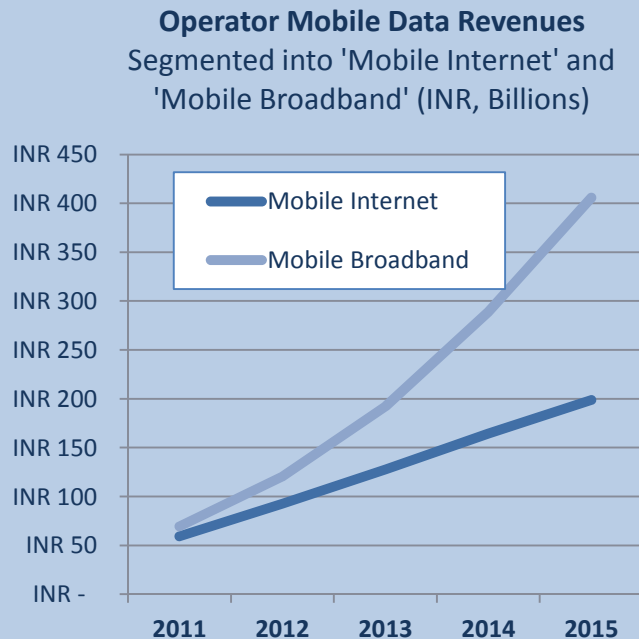 Operator Mobile Data Revenues
Segmented into 'Mobile Internet' and
'Mobile Broadband' (INR, Billions)
INR 450
INR 400
INR 350
INR 300
INR 250
INR 200
INR 150
INR 100
INR 50
INR -
Mobile Internet
Mobile Broadband
2011 2012 2013 2014 2015